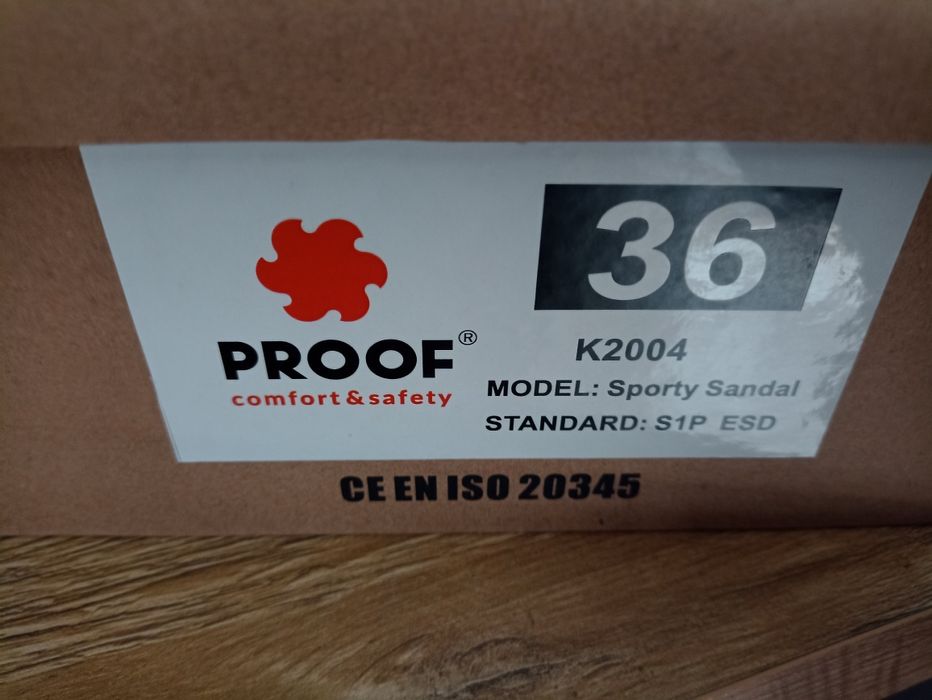 PROOF®
comfort & safety
36
K2004
MODEL: Sporty Sandal
STANDARD: S1P ESD
CE EN ISO 20345